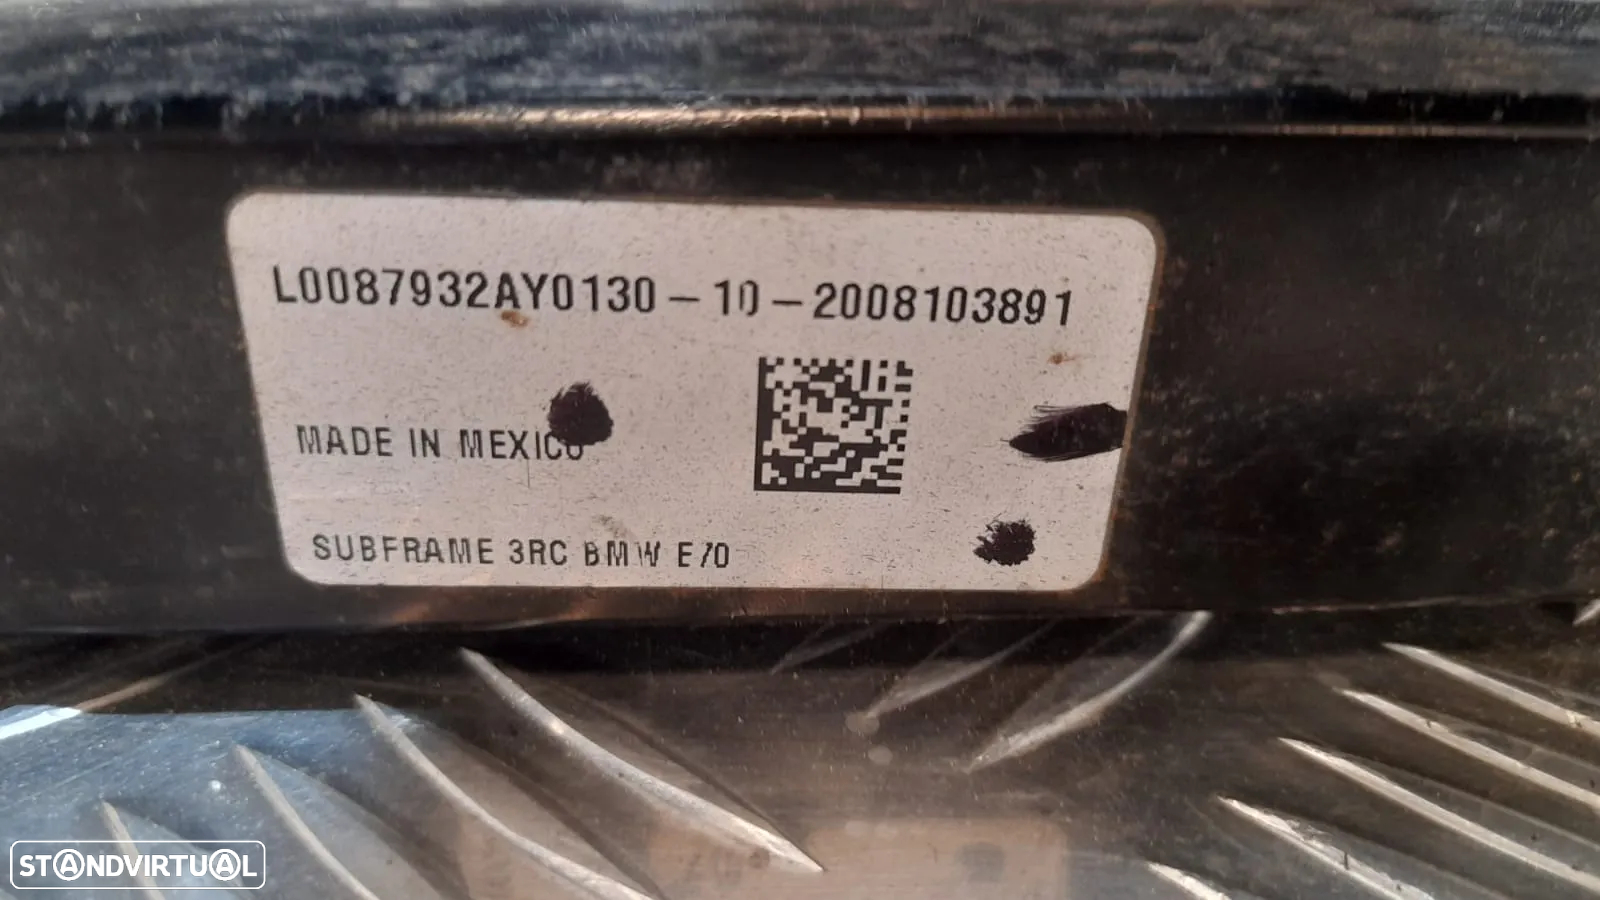 L0087932AY0130-10-2008103891
MADE IN MEXICO
SUBFRAME 3RC BMW E70
STANDVIRTUAL